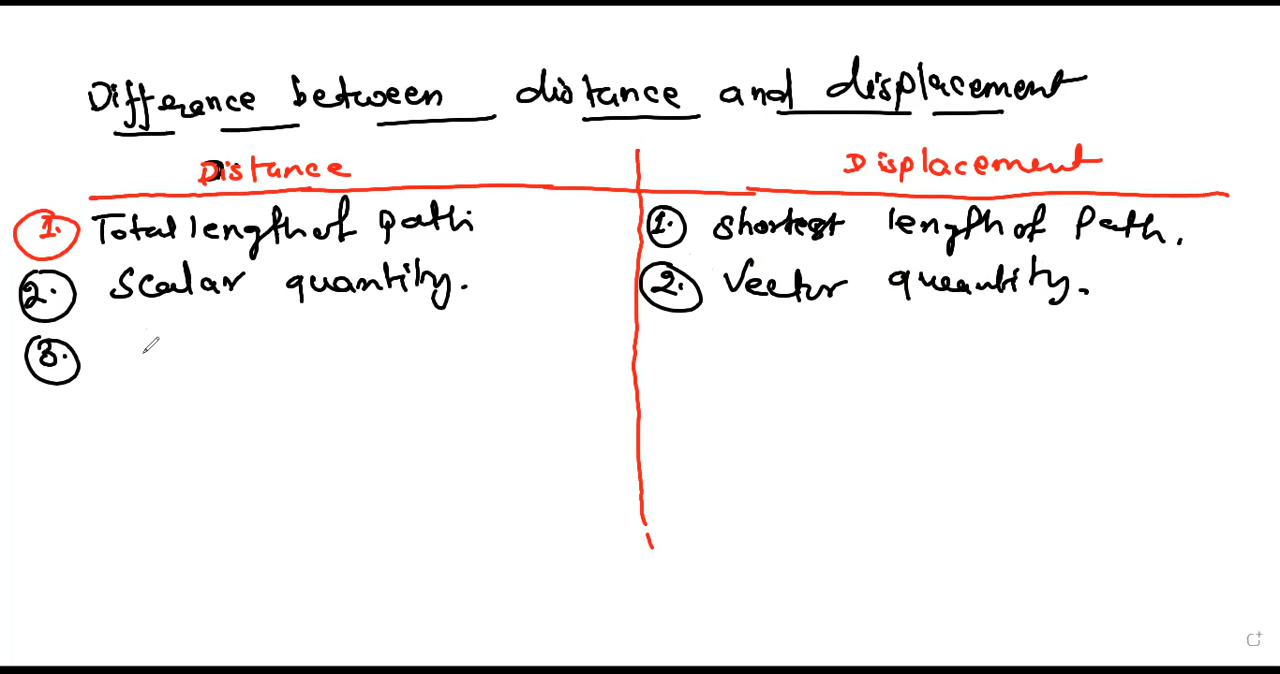 Difference between distance and displacement
Distance
Displacement
1. Total length of path
1. shortest length of Path.
2. Scalar quantity.
2. Vector quantity.
3.